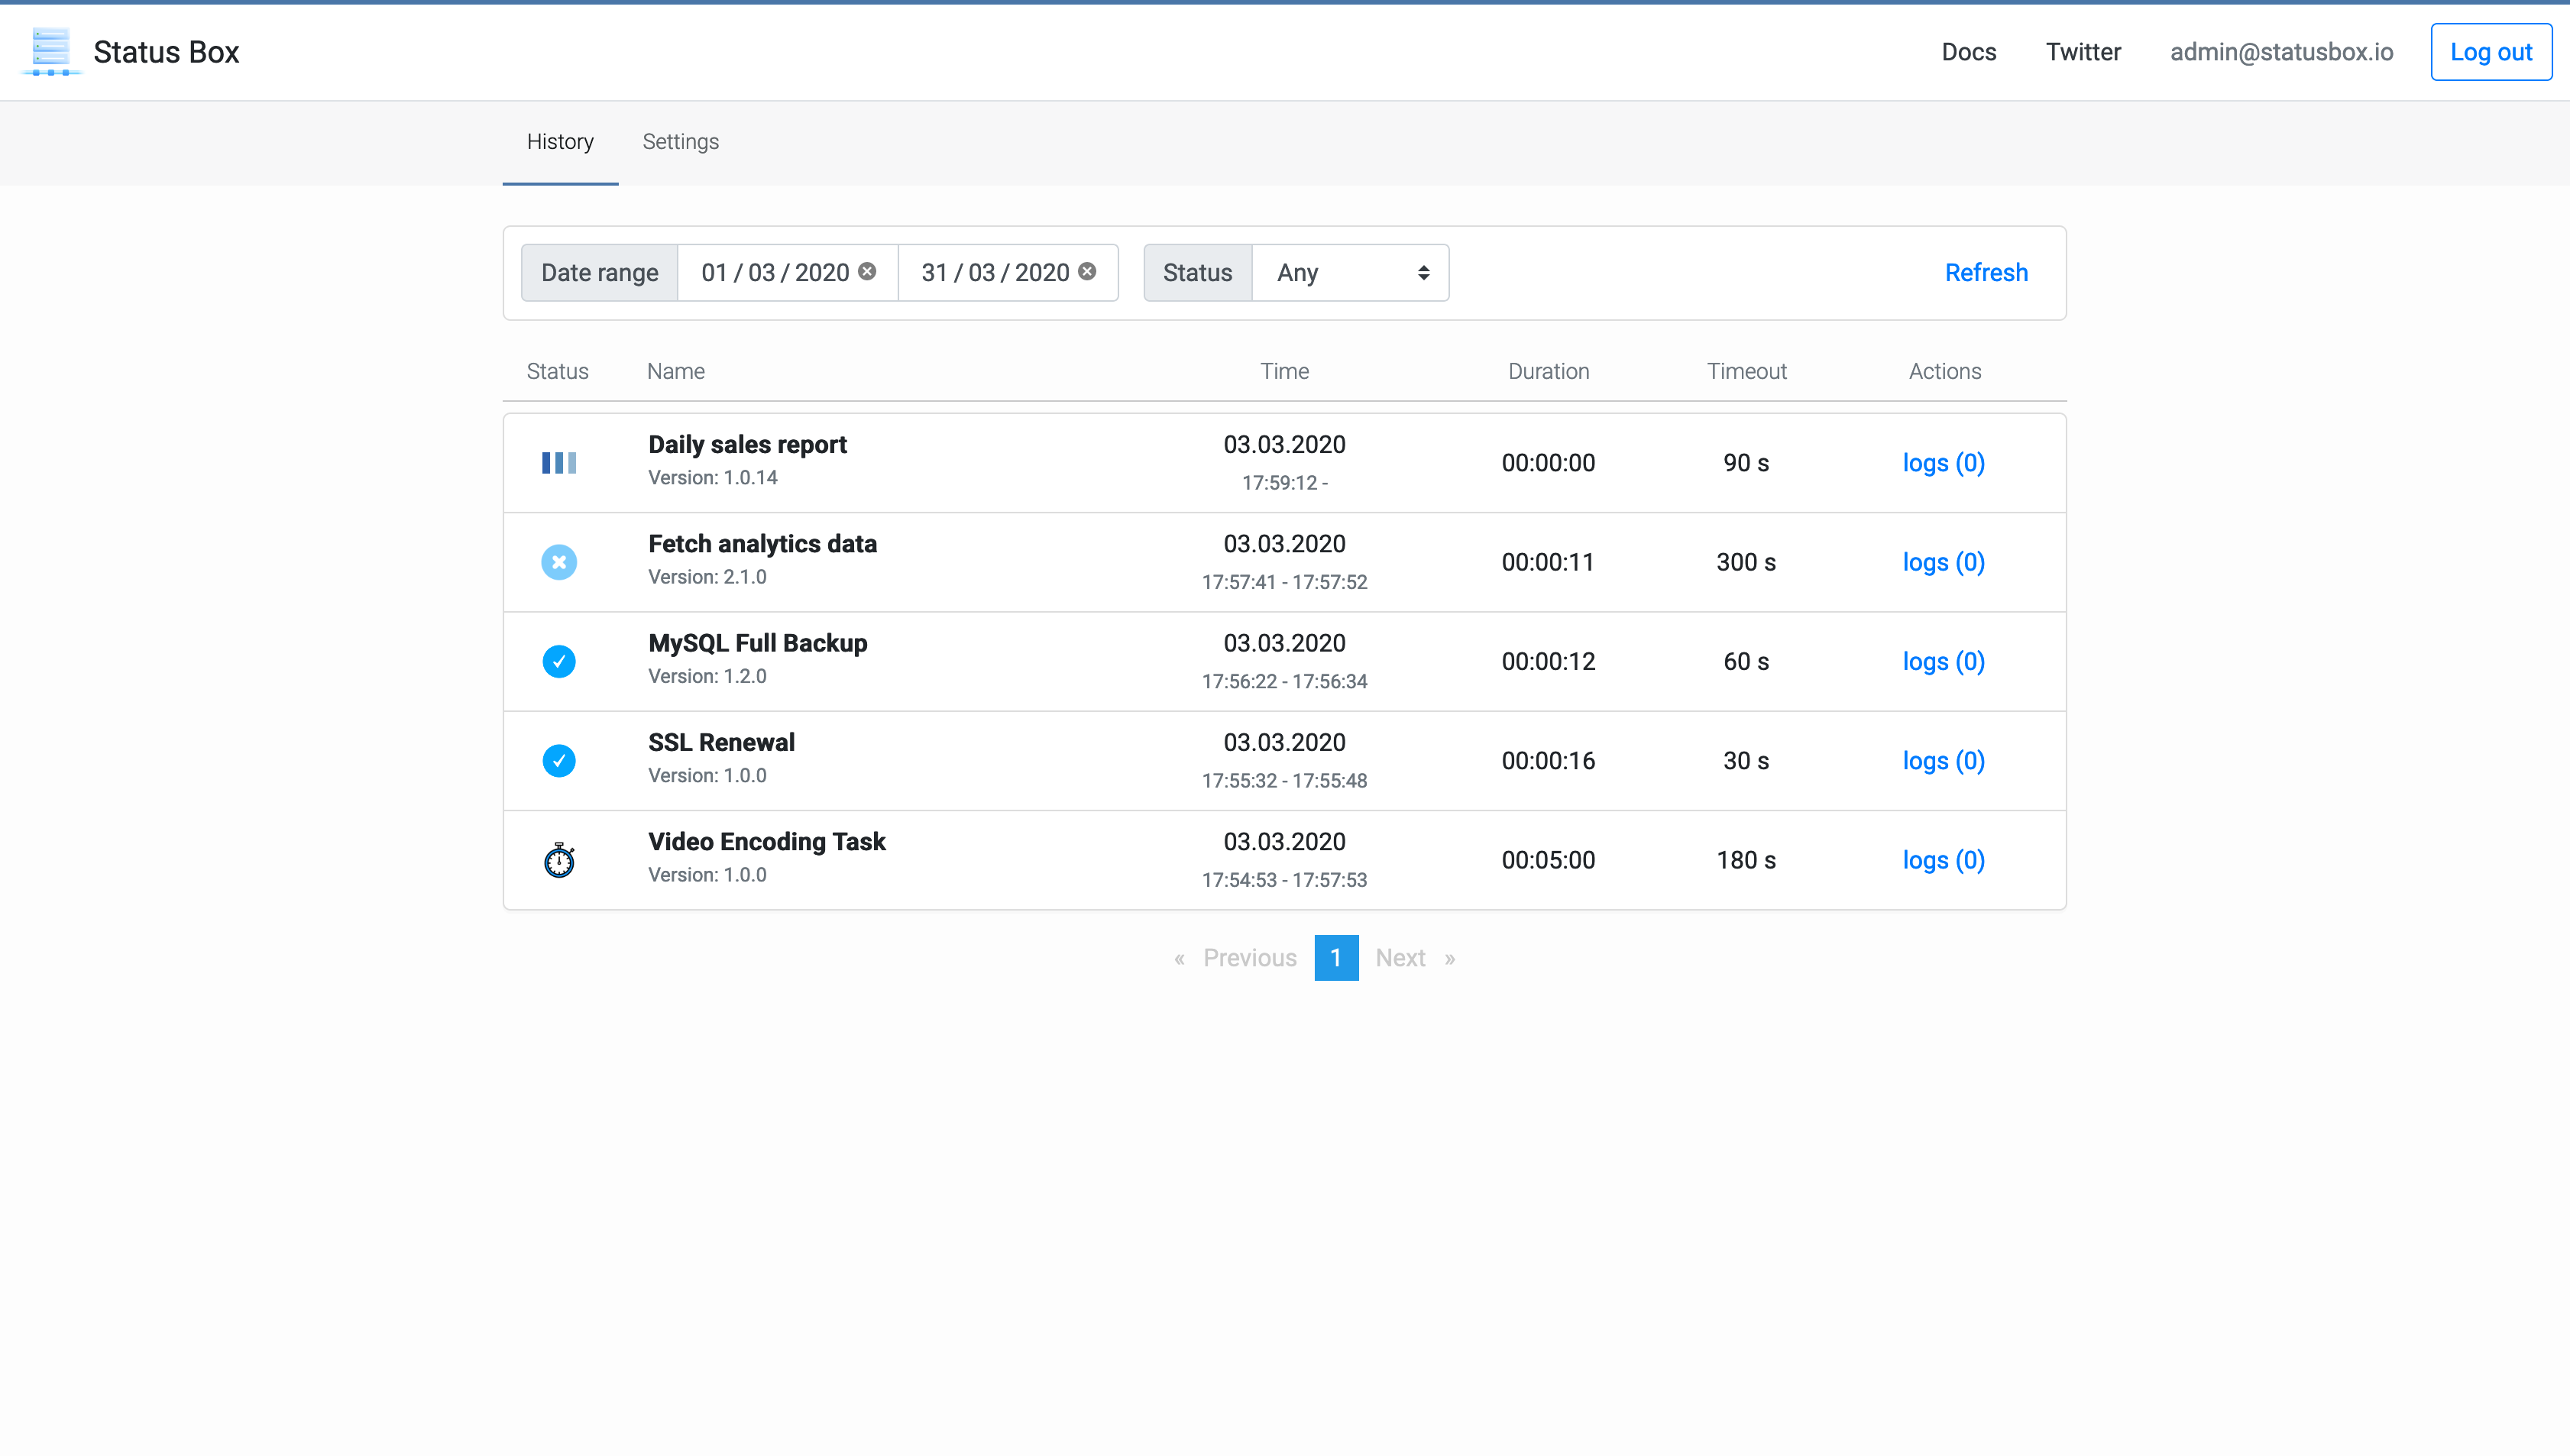 Status Box
Docs Twitter admin@statusbox.io Log out
History Settings
Date range 01 / 03 / 2020 31 / 03 / 2020 Status Any Refresh
Status Name Time Duration Timeout Actions
Daily sales report 03.03.2020 00:00:00 90 s logs (0)
Version: 1.0.14 17:59:12 -
Fetch analytics data 03.03.2020 00:00:11 300 s logs (0)
Version: 2.1.0 17:57:41 - 17:57:52
MySQL Full Backup 03.03.2020 00:00:12 60 s logs (0)
Version: 1.2.0 17:56:22 - 17:56:34
SSL Renewal 03.03.2020 00:00:16 30 s logs (0)
Version: 1.0.0 17:55:32 - 17:55:48
Video Encoding Task 03.03.2020 00:05:00 180 s logs (0)
Version: 1.0.0 17:54:53 - 17:57:53
« Previous 1 Next »